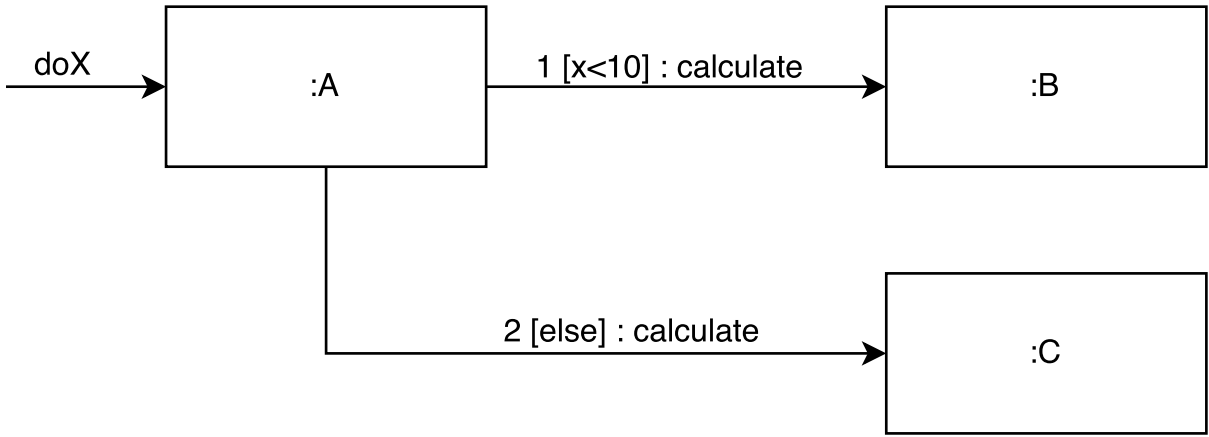 doX
:A
1 [x<10] : calculate
:B
2 [else] : calculate
:C